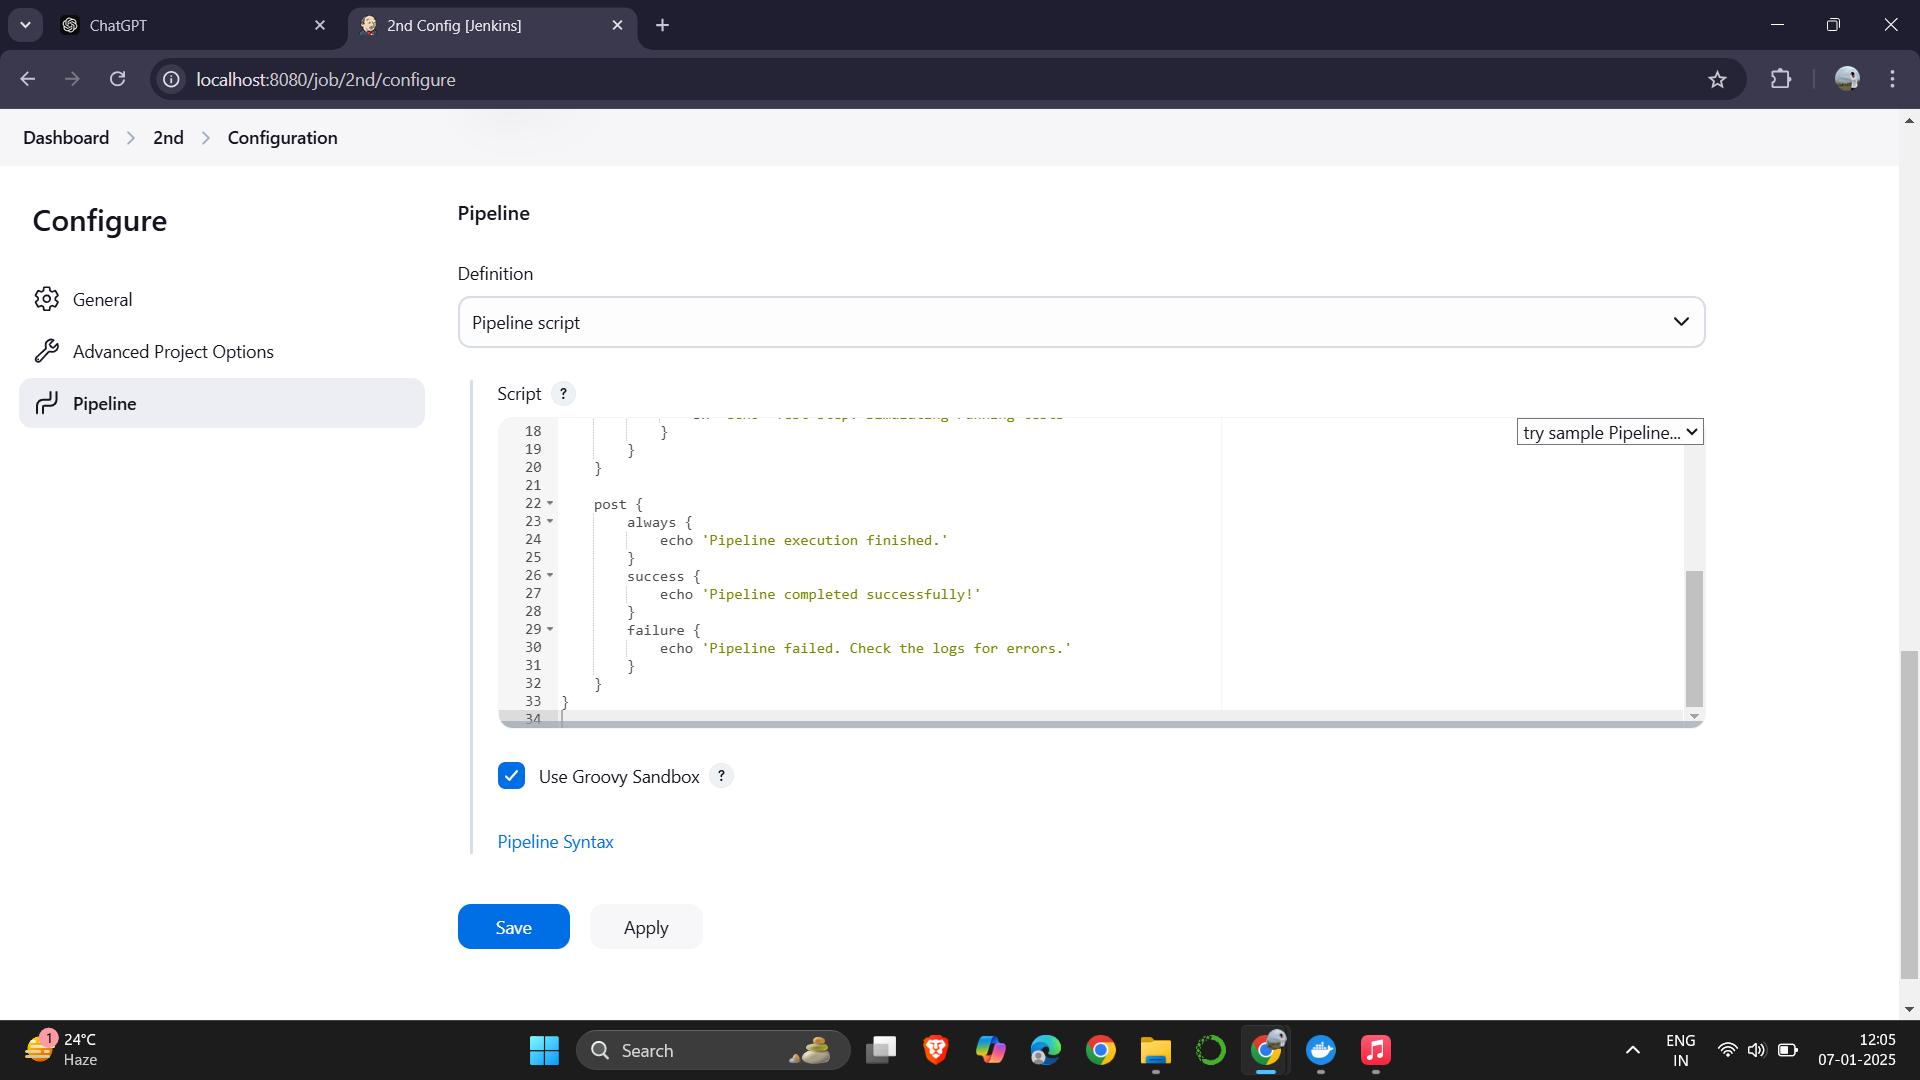 ChatGPT
2nd Config [Jenkins]
localhost:8080/job/2nd/configure
Dashboard
2nd
Configuration
Configure
General
Advanced Project Options
Pipeline
Pipeline
Definition
Pipeline script
Script ?
try sample Pipeline...
18 }
19 }
20 }
21
22 post {
23 always {
24 echo 'Pipeline execution finished.'
25 }
26 success {
27 echo 'Pipeline completed successfully!'
28 }
29 failure {
30 echo 'Pipeline failed. Check the logs for errors.'
31 }
32 }
33 }
34
Use Groovy Sandbox ?
Pipeline Syntax
Save
Apply
1
24°C
Haze
Search
ENG
IN
12:05
07-01-2025